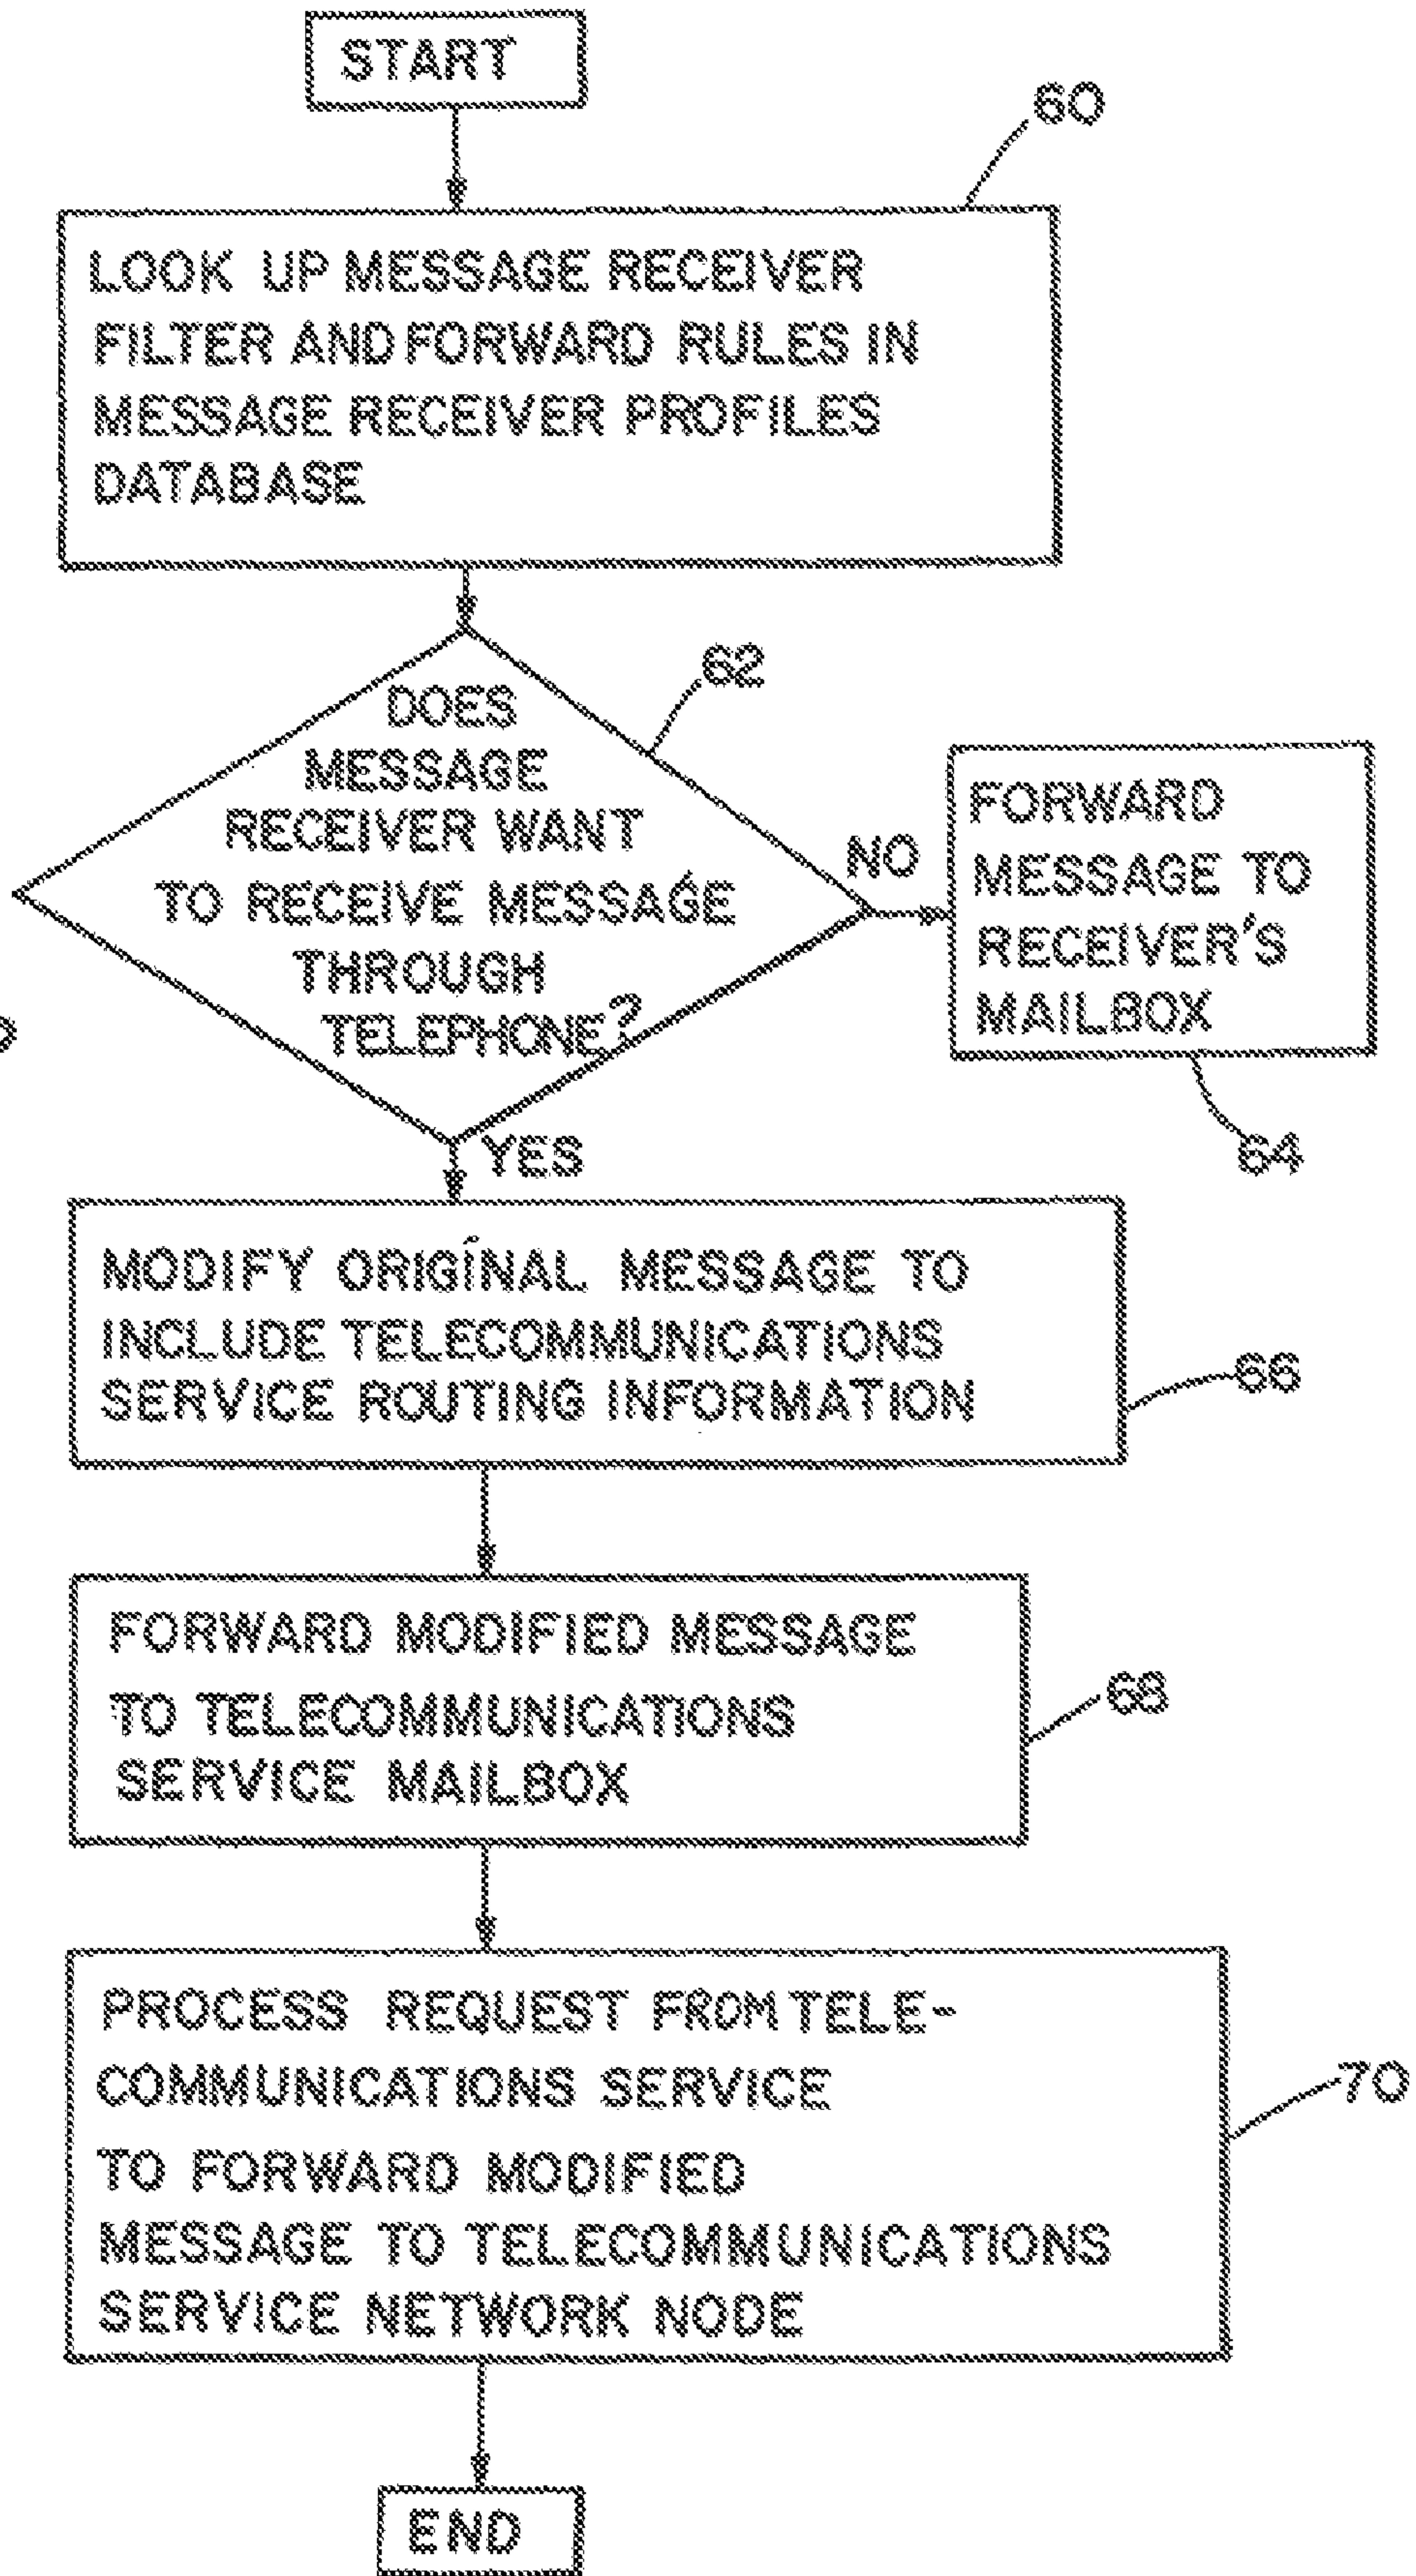 START
60
LOOK UP MESSAGE RECEIVER
FILTER AND FORWARD RULES IN
MESSAGE RECEIVER PROFILES
DATABASE
62
DOES
MESSAGE
RECEIVER WANT
TO RECEIVE MESSAGE
THROUGH
TELEPHONE?
NO
FORWARD
MESSAGE TO
RECEIVER'S
MAILBOX
64
YES
MODIFY ORIGINAL MESSAGE TO
INCLUDE TELECOMMUNICATIONS
SERVICE ROUTING INFORMATION
66
FORWARD MODIFIED MESSAGE
TO TELECOMMUNICATIONS
SERVICE MAILBOX
68
PROCESS REQUEST FROM TELE-
COMMUNICATIONS SERVICE
TO FORWARD MODIFIED
MESSAGE TO TELECOMMUNICATIONS
SERVICE NETWORK NODE
70
END